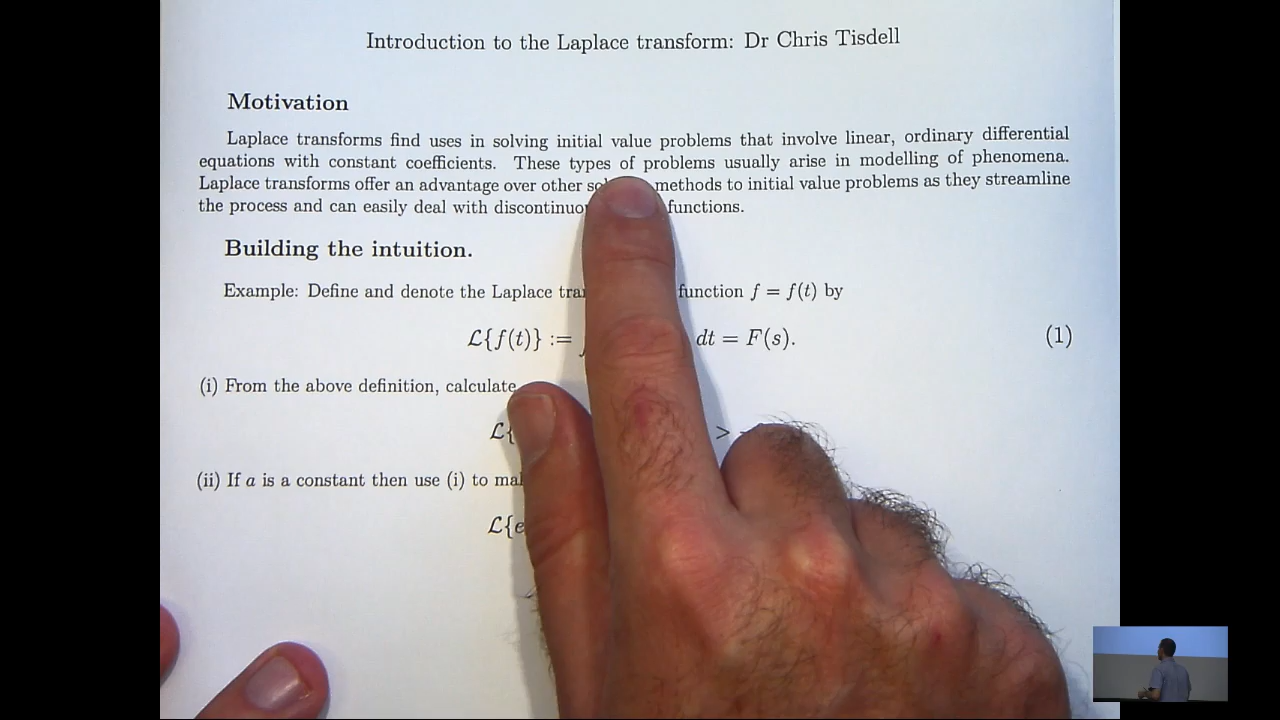 Introduction to the Laplace transform: Dr Chris Tisdell
Motivation
Laplace transforms find uses in solving initial value problems that involve linear, ordinary differential
equations with constant coefficients. These types of problems usually arise in modelling of phenomena.
Laplace transforms offer an advantage over other methods to initial value problems as they streamline
the process and can easily deal with functions.
Building the intuition.
Example: Define and denote the Laplace function f = f(t) by
ℒ{f(t)} := dt = F(s). (1)
(i) From the above definition, calculate
ℒ{ >
(ii) If a is a constant then use (i) to
ℒ{e